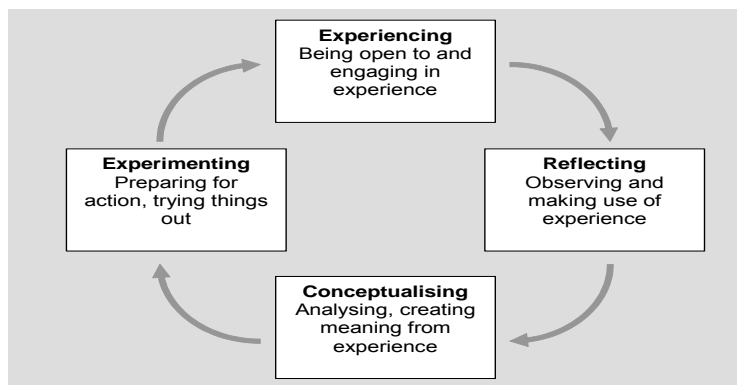 Experiencing
Being open to and
engaging in
experience
Experimenting
Preparing for
action, trying things
out
Reflecting
Observing and
making use of
experience
Conceptualising
Analysing, creating
meaning from
experience